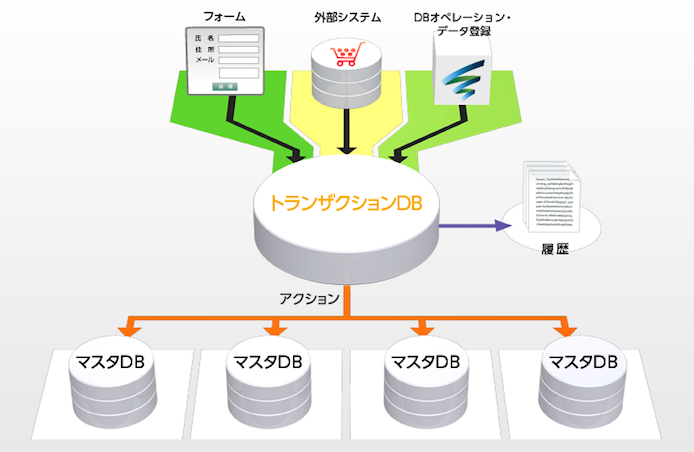 フォーム
外部システム
DBオペレーション・
データ登録
氏 名
住 所
メール
送 信
トランザクションDB
履歴
アクション
マスタDB
マスタDB
マスタDB
マスタDB